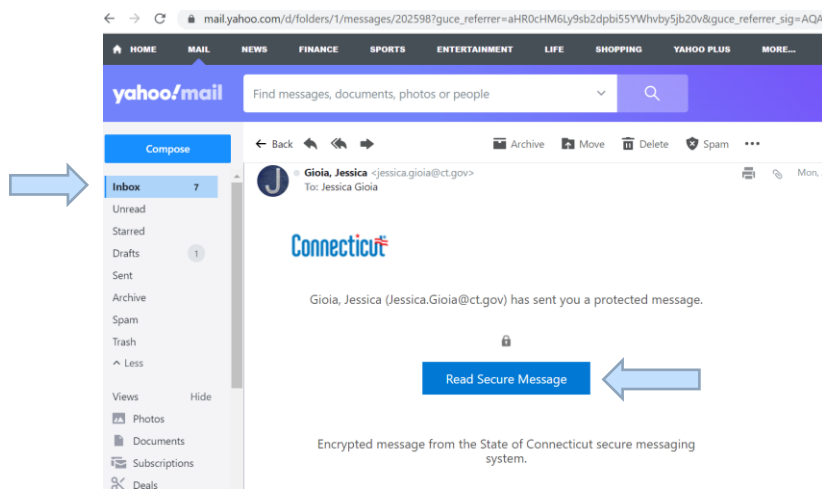 mail.yahoo.com/d/folders/1/messages/202598?guce_referrer=aHR0cHM6Ly9sb2dpbi55YWhvby5jb20v&guce_referrer_sig=AQA
HOME MAIL NEWS FINANCE SPORTS ENTERTAINMENT LIFE SHOPPING YAHOO PLUS MORE...
yahoo!mail
Find messages, documents, photos or people
Compose
Back Archive Move Delete Spam
Inbox 7
Unread
Starred
Drafts 1
Sent
Archive
Spam
Trash
Less
Views Hide
Photos
Documents
Subscriptions
Deals
J
Gioia, Jessica <jessica.gioia@ct.gov> Mon,
To: Jessica Gioia
Connecticut
Gioia, Jessica (Jessica.Gioia@ct.gov) has sent you a protected message.
Read Secure Message
Encrypted message from the State of Connecticut secure messaging
system.